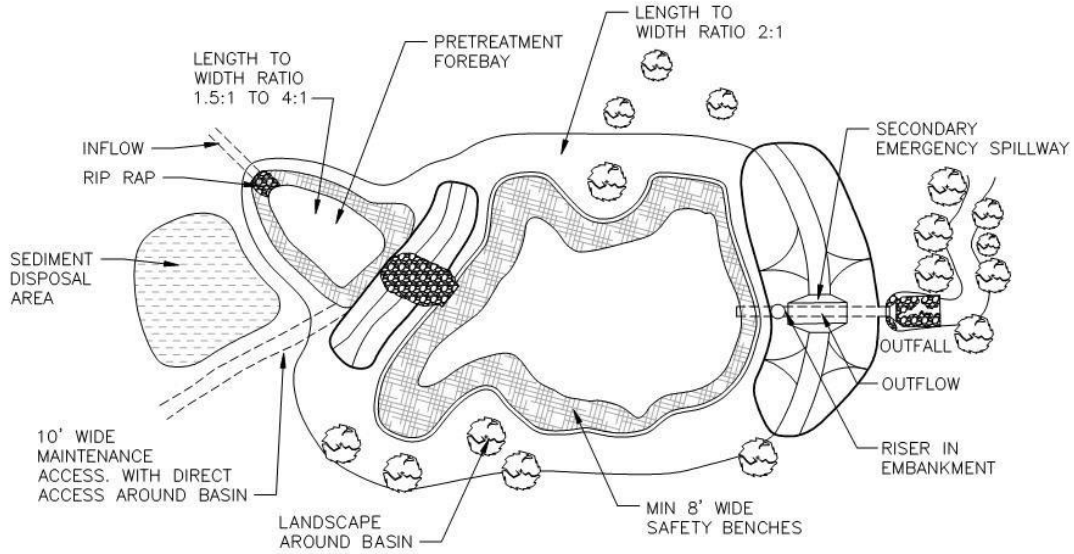 LENGTH TO
WIDTH RATIO 2:1
PRETREATMENT
FOREBAY
LENGTH TO
WIDTH RATIO
1.5:1 TO 4:1
INFLOW
RIP RAP
SECONDARY
EMERGENCY SPILLWAY
SEDIMENT
DISPOSAL
AREA
OUTFALL
OUTFLOW
10' WIDE
MAINTENANCE
ACCESS. WITH DIRECT
ACCESS AROUND BASIN
RISER IN
EMBANKMENT
LANDSCAPE
AROUND BASIN
MIN 8' WIDE
SAFETY BENCHES